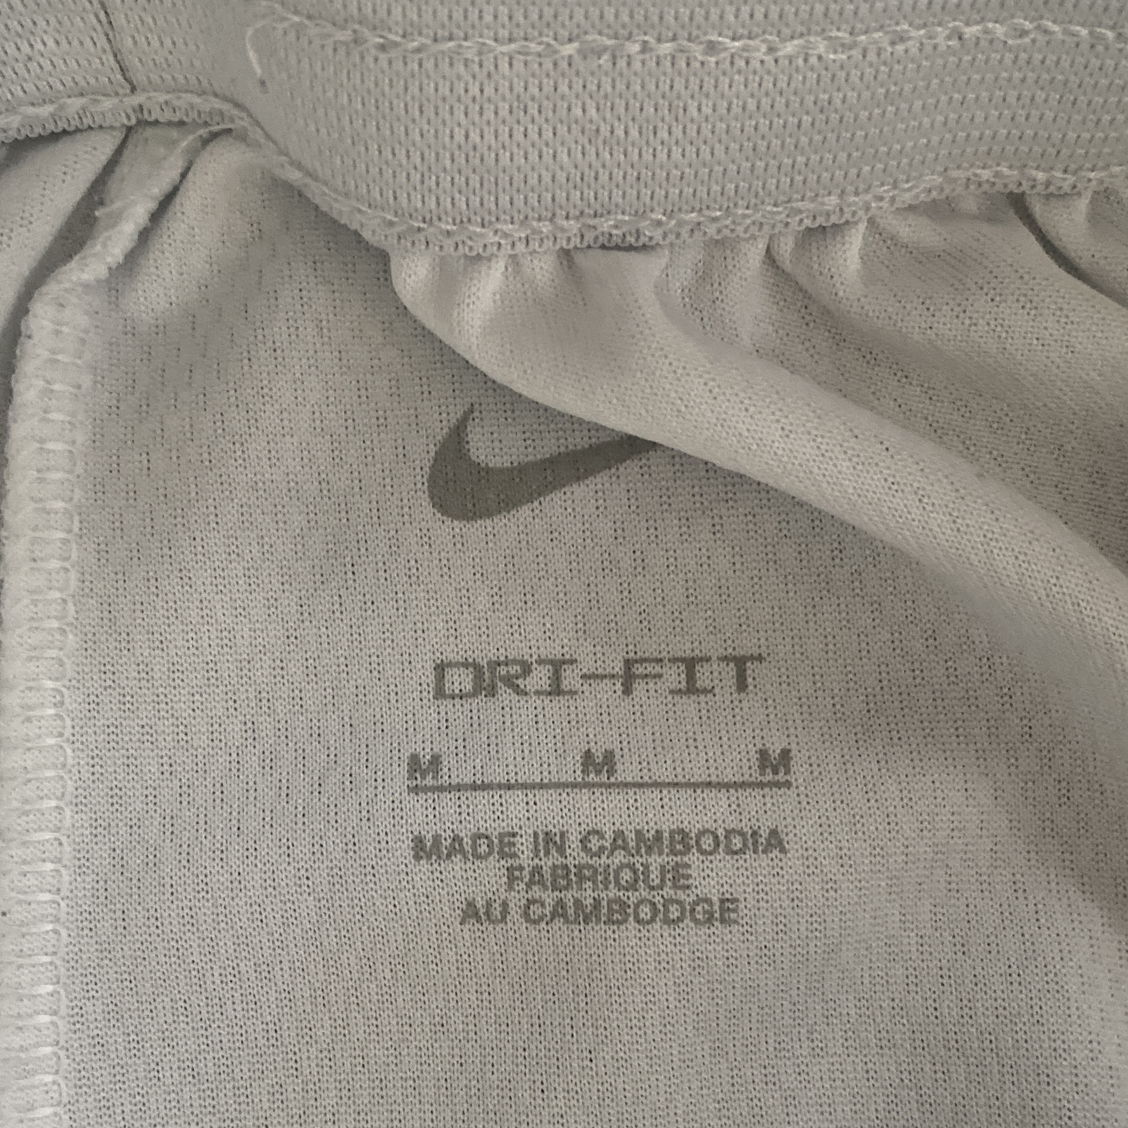 DRI-FIT
M M M
MADE IN CAMBODIA
FABRIQUE
AU CAMBODGE